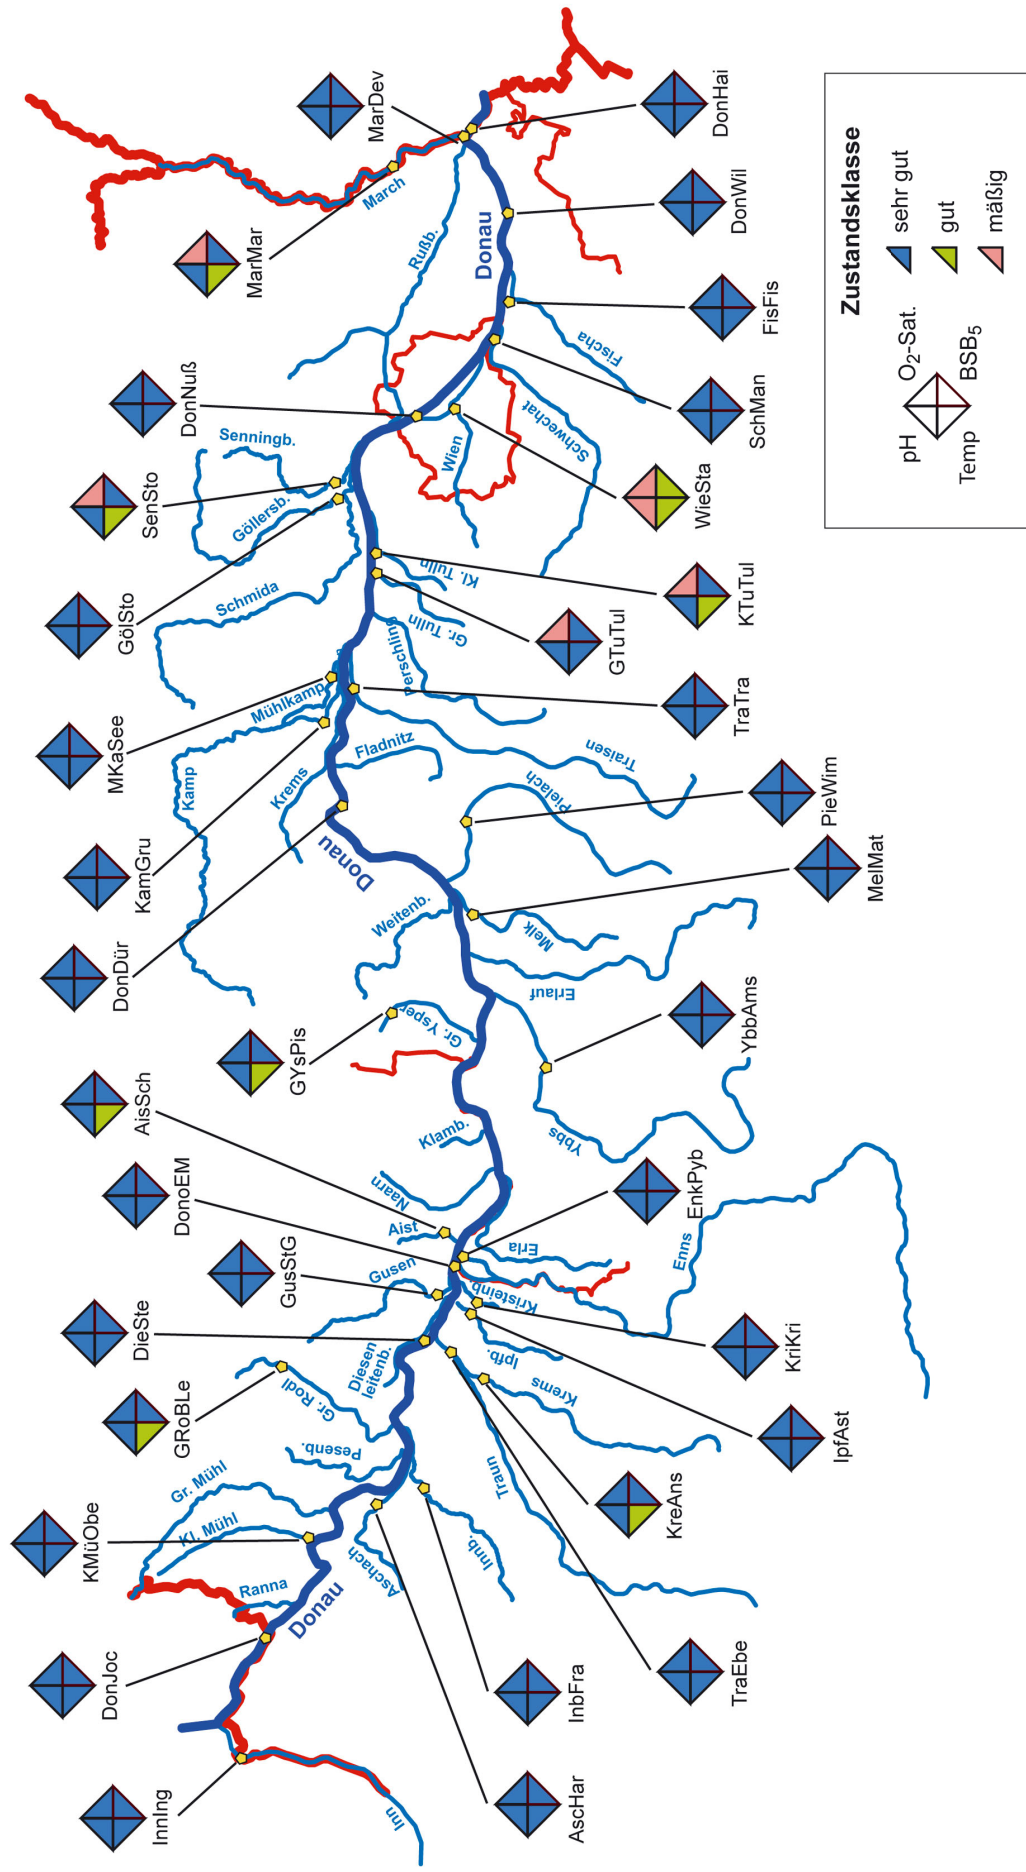 InnIng
DonJoc
KMüObe
GRoBLe
DieSte
GusStG
DonoEM
AisSch
GYsPis
DonDür
KamGru
MKaSee
GölSto
SenSto
DonNuß
MarMar
MarDev
Inn
Donau
Ranna
Kl. Mühl
Gr. Mühl
Pesenb.
Gr. Rodl
Diesen
leitenb.
Gusen
Aist
Naarn
Klamb.
Gr. Ysper
Weitenb.
Donau
Krems
Kamp
Mühlkamp
Fladnitz
Schmida
Göllersb.
Senningb.
Rußb.
March
Donau
Aschach
Innb.
Traun
Krems
Ipfb.
Kristeinb.
Enns
Erla
Ybbs
Erlauf
Melk
Pielach
Traisen
Persching
Gr. Tulln
Kl. Tulln
Wien
Schwechat
Fischa
AscHar
InbFra
TraEbe
KreAns
IpfAst
KriKri
EnkPyb
YbbAms
MelMat
PieWim
TraTra
GTuTul
KTuTul
WieSta
SchMan
FisFis
DonWil
DonHai
Zustandsklasse
pH
O2-Sat.
Temp
BSB5
sehr gut
gut
mäßig